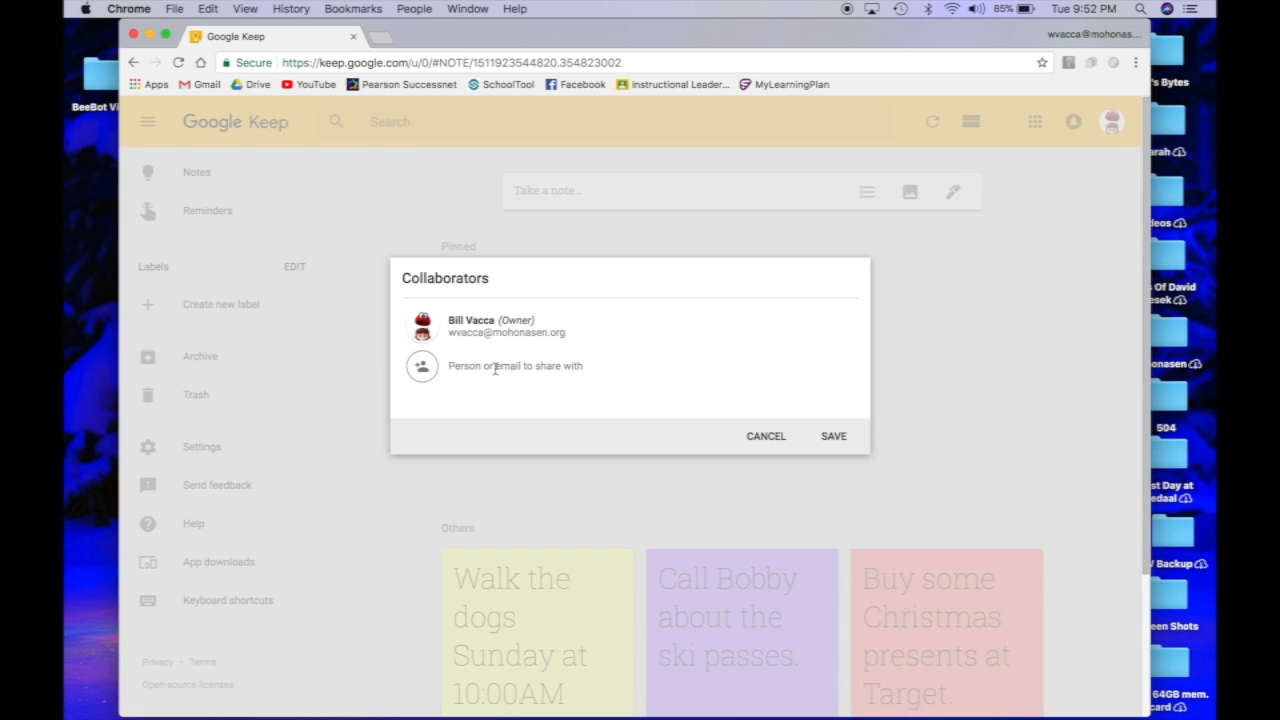 Chrome File Edit View History Bookmarks People Window Help 85% Tue 9:52 PM
Google Keep
wvacca@mohonas...
Secure https://keep.google.com/u/0/#NOTE/1511923544820.354823002
Apps Gmail Drive YouTube Pearson Successnet SchoolTool Facebook Instructional Leader... MyLearningPlan
BeeBot Vi
Google Keep Search
Notes
Reminders
Labels EDIT
Create new label
Archive
Trash
Settings
Send feedback
Help
App downloads
Keyboard shortcuts
Privacy · Terms
Open-source licenses
Take a note...
Pinned
Collaborators
Bill Vacca (Owner)
wvacca@mohonasen.org
Person or email to share with
CANCEL SAVE
Others
Walk the
dogs
Sunday at
10:00AM
Call Bobby
about the
ski passes.
Buy some
Christmas
presents at
Target.
's Bytes
arah
deos
Of David
esek
onasen
504
st Day at
edaal
/ Backup
een Shots
64GB mem.
card